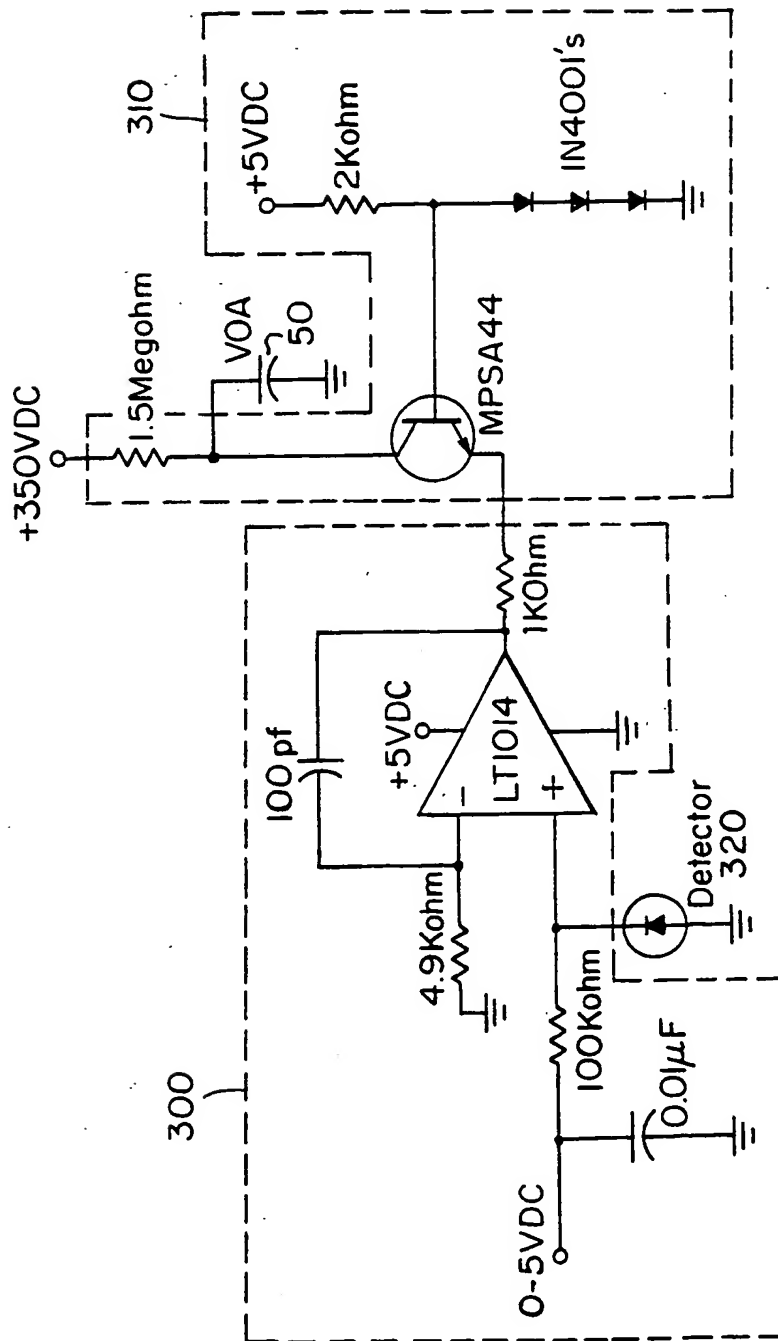 310
+5VDC
2Kohm
1N4001's
+350VDC
1.5Megohm
VOA
50
MPSA44
1KOhm
100pf
+5VDC
LT1014
−
+
4.9Kohm
Detector
320
300
100Kohm
0.01µF
0-5VDC